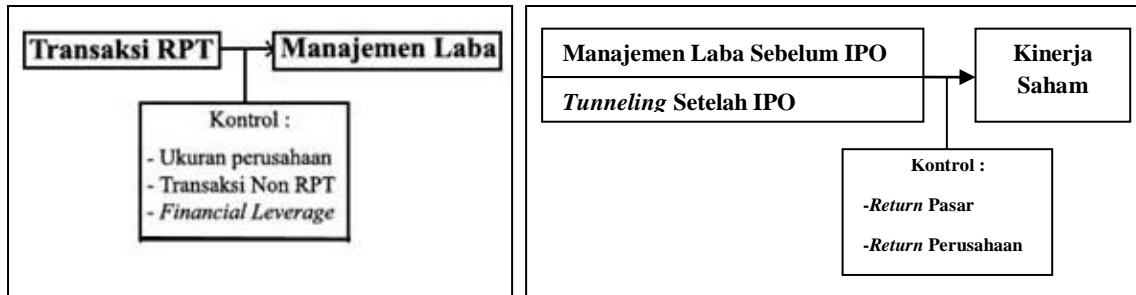 Transaksi RPT
Manajemen Laba
Kontrol :
- Ukuran perusahaan
- Transaksi Non RPT
- Financial Leverage
Manajemen Laba Sebelum IPO
Tunneling Setelah IPO
Kinerja
Saham
Kontrol :
-Return Pasar
-Return Perusahaan